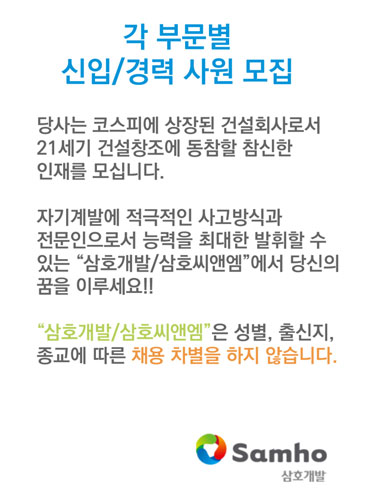 각 부문별
신입/경력 사원 모집
당사는 코스피에 상장된 건설회사로서
21세기 건설창조에 동참할 참신한
인재를 모십니다.
자기계발에 적극적인 사고방식과
전문인으로서 능력을 최대한 발휘할 수
있는 “삼호개발/삼호씨앤엠”에서 당신의
꿈을 이루세요!!
“삼호개발/삼호씨앤엠”은 성별, 출신지,
종교에 따른 채용 차별을 하지 않습니다.
Samho
삼호개발